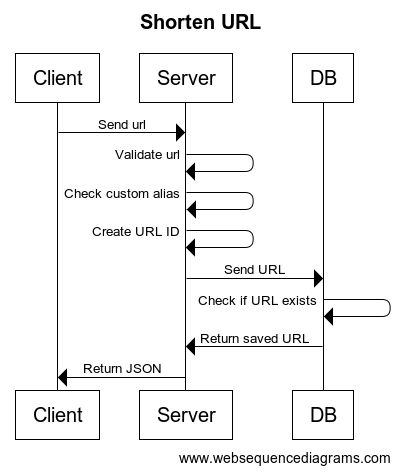 Shorten URL
Client Server DB
Send url
Validate url
Check custom alias
Create URL ID
Send URL
Check if URL exists
Return saved URL
Return JSON
Client Server DB
www.websequencediagrams.com